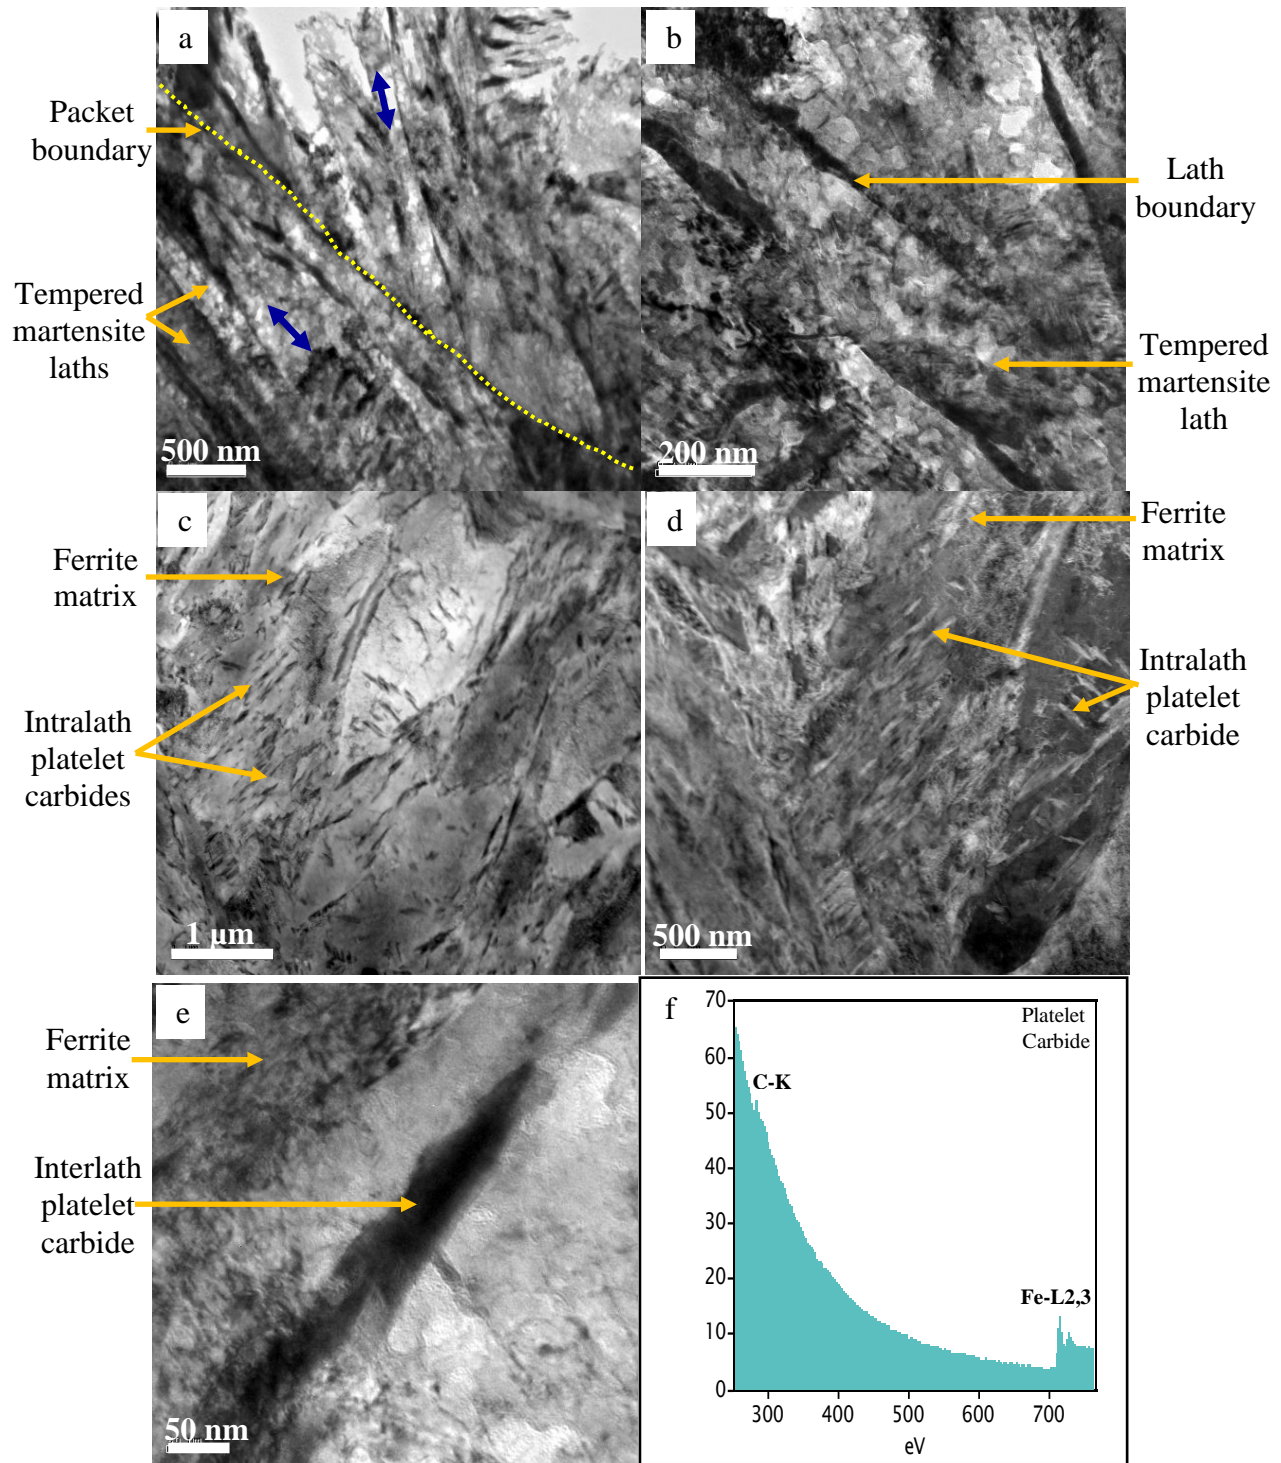 a
Packet
boundary
Tempered
martensite
laths
500 nm
b
Lath
boundary
Tempered
martensite
lath
200 nm
c
Ferrite
matrix
Intralath
platelet
carbides
1 µm
d
Ferrite
matrix
Intralath
platelet
carbide
500 nm
e
Ferrite
matrix
Interlath
platelet
carbide
50 nm
f
Platelet
Carbide
C-K
Fe-L2,3
70
60
50
40
30
20
10
0
300 400 500 600 700
eV